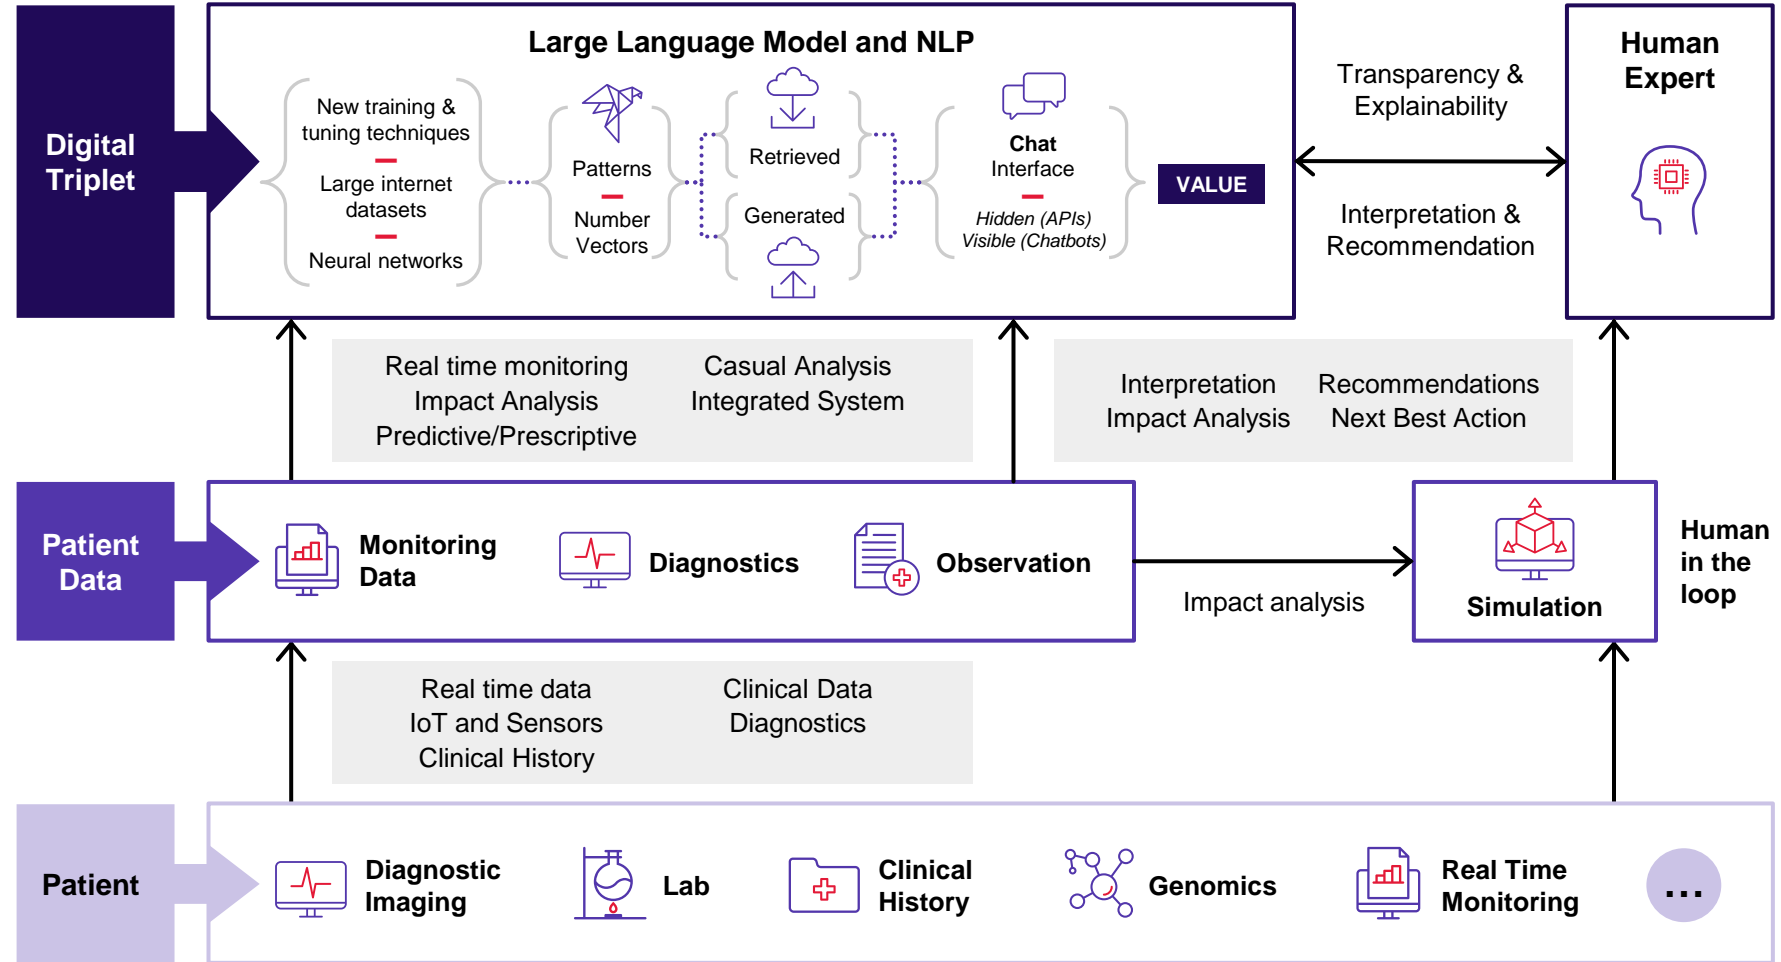 Large Language Model and NLP
Human
Expert
Digital
Triplet
New training &
tuning techniques
Large internet
datasets
Neural networks
Patterns
Number
Vectors
Retrieved
Generated
Chat
Interface
Hidden (APIs)
Visible (Chatbots)
VALUE
Transparency &
Explainability
Interpretation &
Recommendation
Real time monitoring
Impact Analysis
Predictive/Prescriptive
Casual Analysis
Integrated System
Interpretation
Impact Analysis
Recommendations
Next Best Action
Patient
Data
Monitoring
Data
Diagnostics
Observation
Impact analysis
Simulation
Human
in the
loop
Real time data
IoT and Sensors
Clinical History
Clinical Data
Diagnostics
Patient
Diagnostic
Imaging
Lab
Clinical
History
Genomics
Real Time
Monitoring
...